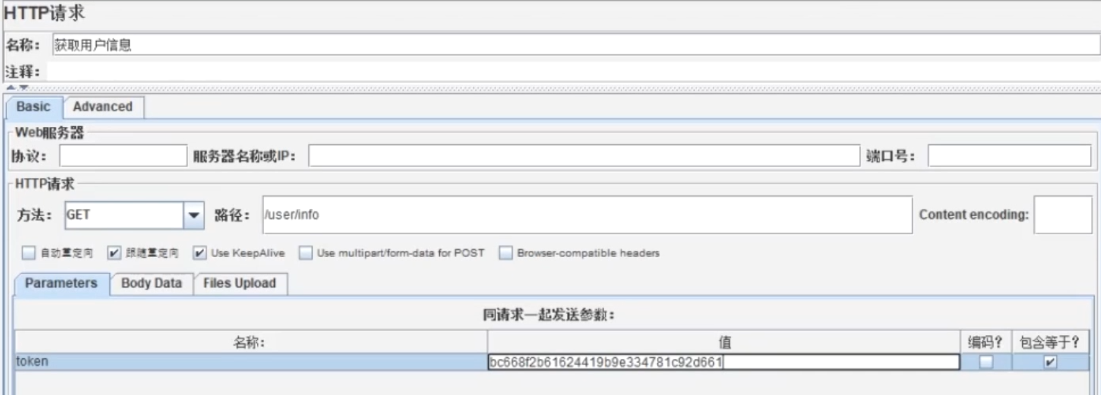 HTTP请求
名称： 获取用户信息
注释：
Basic Advanced
Web服务器
协议： 服务器名称或IP： 端口号：
HTTP请求
方法： GET 路径： /user/info Content encoding:
自动重定向 跟随重定向 Use KeepAlive Use multipart/form-data for POST Browser-compatible headers
Parameters Body Data Files Upload
同请求一起发送参数：
名称： 值 编码? 包含等于?
token bc668f2b61624419b9e334781c92d661